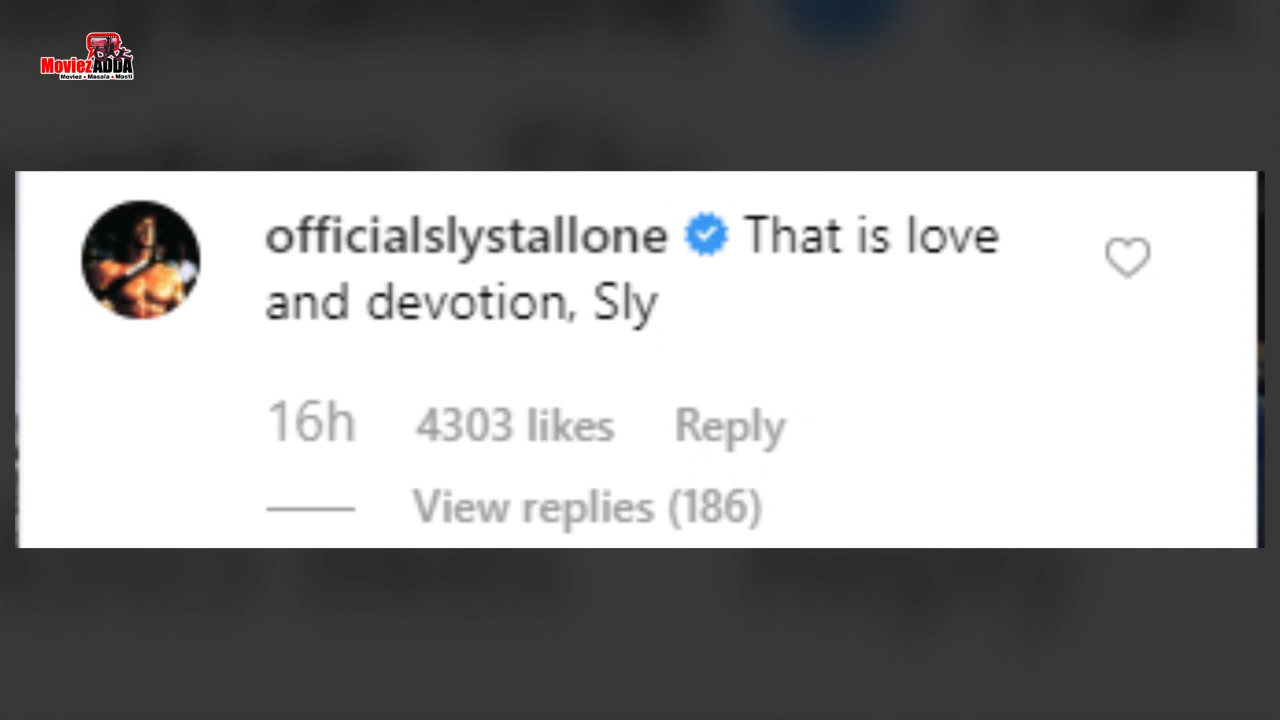 MoviezADDA
Moviez • Masala • Masti
officialslystallone That is love
and devotion, Sly
16h 4303 likes Reply
View replies (186)